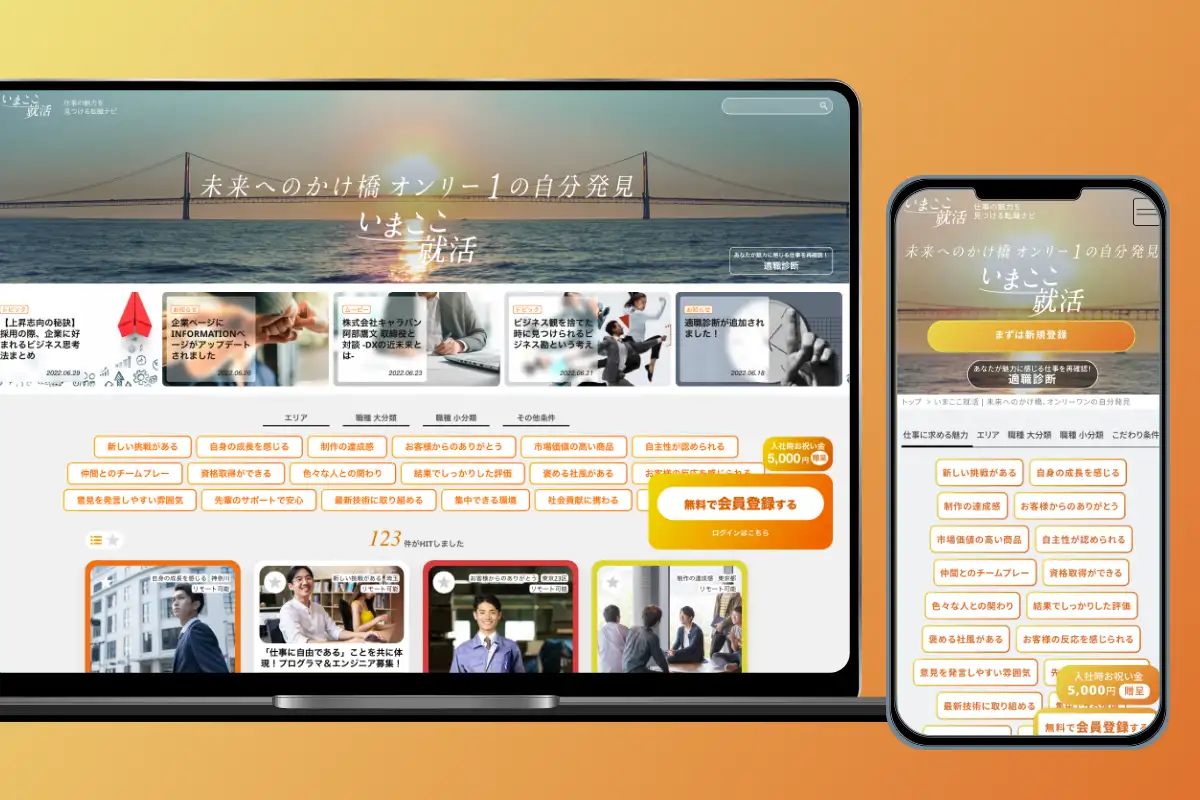 いまここ
就活
仕事の魅力を
見つける転職ナビ
未来へのかけ橋 オンリー1の自分発見
いまここ
就活
あなたが魅力に感じる仕事を再確認!
適職診断
トピック
【上昇志向の秘訣】
採用の際、企業に好
まれるビジネス思考
法まとめ
2022.06.29
お知らせ
企業ページに
INFORMATIONペ
ージがアップデート
されました
2022.06.26
ムービー
株式会社キャラバン
阿部鷹文 取締役と
対談 -DXの近未来と
は-
2022.06.23
トピック
ビジネス観を捨てた
時に見つけられるビ
ジネス勘という考え
2022.06.18
お知らせ
適職診断が追加され
ました!
2022.06.18
エリア
職種 大分類
職種 小分類
その他条件
新しい挑戦がある
自身の成長を感じる
制作の達成感
お客様からのありがとう
市場価値の高い商品
自主性が認められる
仲間とのチームプレー
資格取得ができる
色々な人との関わり
結果でしっかりした評価
褒める社風がある
お客様の反応を感じられる
意見を発言しやすい雰囲気
先輩のサポートで安心
最新技術に取り組める
集中できる環境
社会貢献に携わる
入社時お祝い金
5,000円 贈呈
無料で会員登録する
ログインはこちら
123 件がHITしました
自身の成長を感じる 神奈川
リモート可能
新しい挑戦がある 埼玉
リモート可能
「仕事に自由である」ことを共に体
現!プログラマ&エンジニア募集!
お客様からのありがとう 東京23区
リモート可能
制作の達成感 東京都
リモート可能
いまここ
就活
仕事の魅力を
見つける転職ナビ
未来へのかけ橋 オンリー1の自分発見
いまここ
就活
まずは新規登録
あなたが魅力に感じる仕事を再確認!
適職診断
トップ > いまここ就活 | 未来へのかけ橋、オンリーワンの自分発見
仕事に求める魅力 エリア 職種 大分類 職種 小分類 こだわり条件
新しい挑戦がある
自身の成長を感じる
制作の達成感
お客様からのありがとう
市場価値の高い商品
自主性が認められる
仲間とのチームプレー
資格取得ができる
色々な人との関わり
結果でしっかりした評価
褒める社風がある
お客様の反応を感じられる
意見を発言しやすい雰囲気
先
最新技術に取り組める
入社時お祝い金
5,000円 贈呈
無料で会員登録す